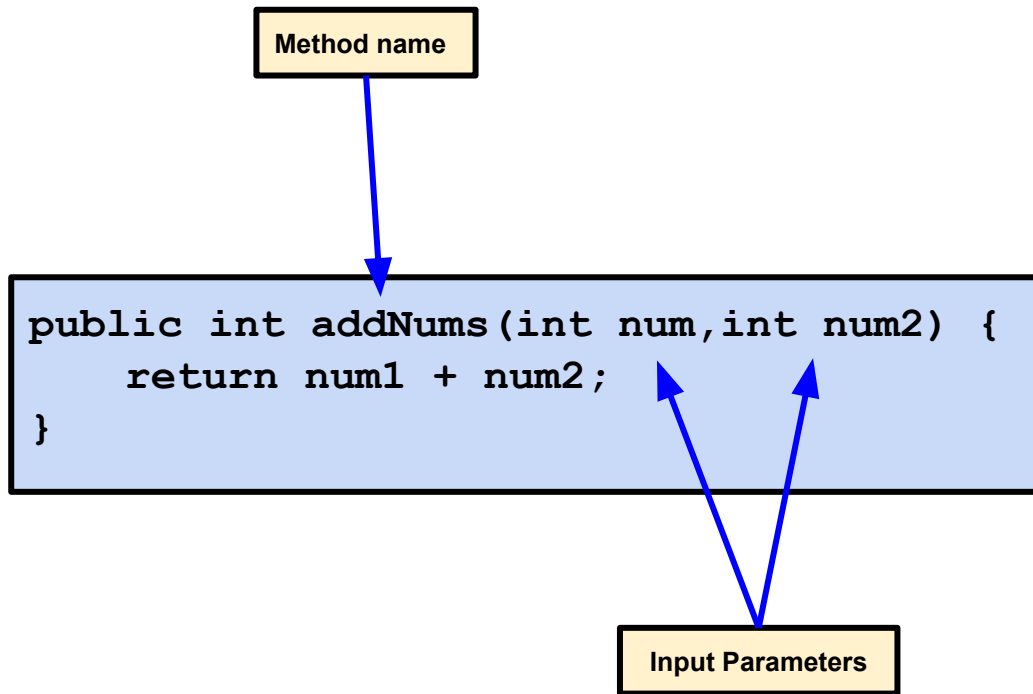 Method name
public int addNums(int num,int num2) {
return num1 + num2;
}
Input Parameters